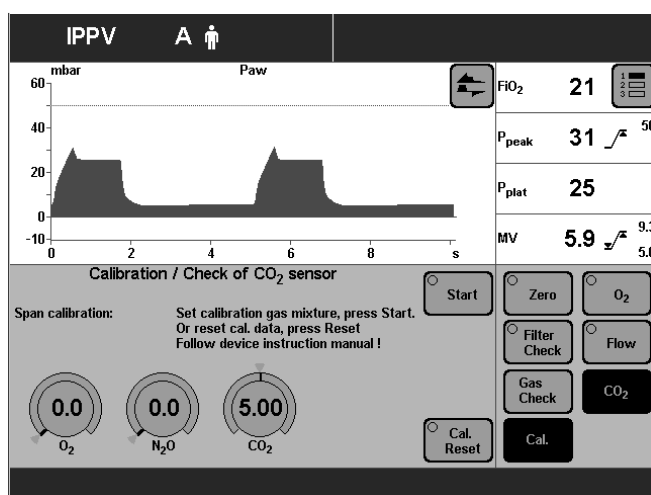 IPPV A
mbar Paw
60
40
20
0
-10
0 2 4 6 8 s
1
2
3
FiO2 21
Ppeak 31 50
Pplat 25
MV 5.9 9.3
5.0
Calibration / Check of CO2 sensor
Span calibration:
Set calibration gas mixture, press Start.
Or reset cal. data, press Reset
Follow device instruction manual !
0.0 0.0 5.00
O2 N2O CO2
Start
Cal.
Reset
Zero O2
Filter
Check
Flow
Gas
Check
CO2
Cal.